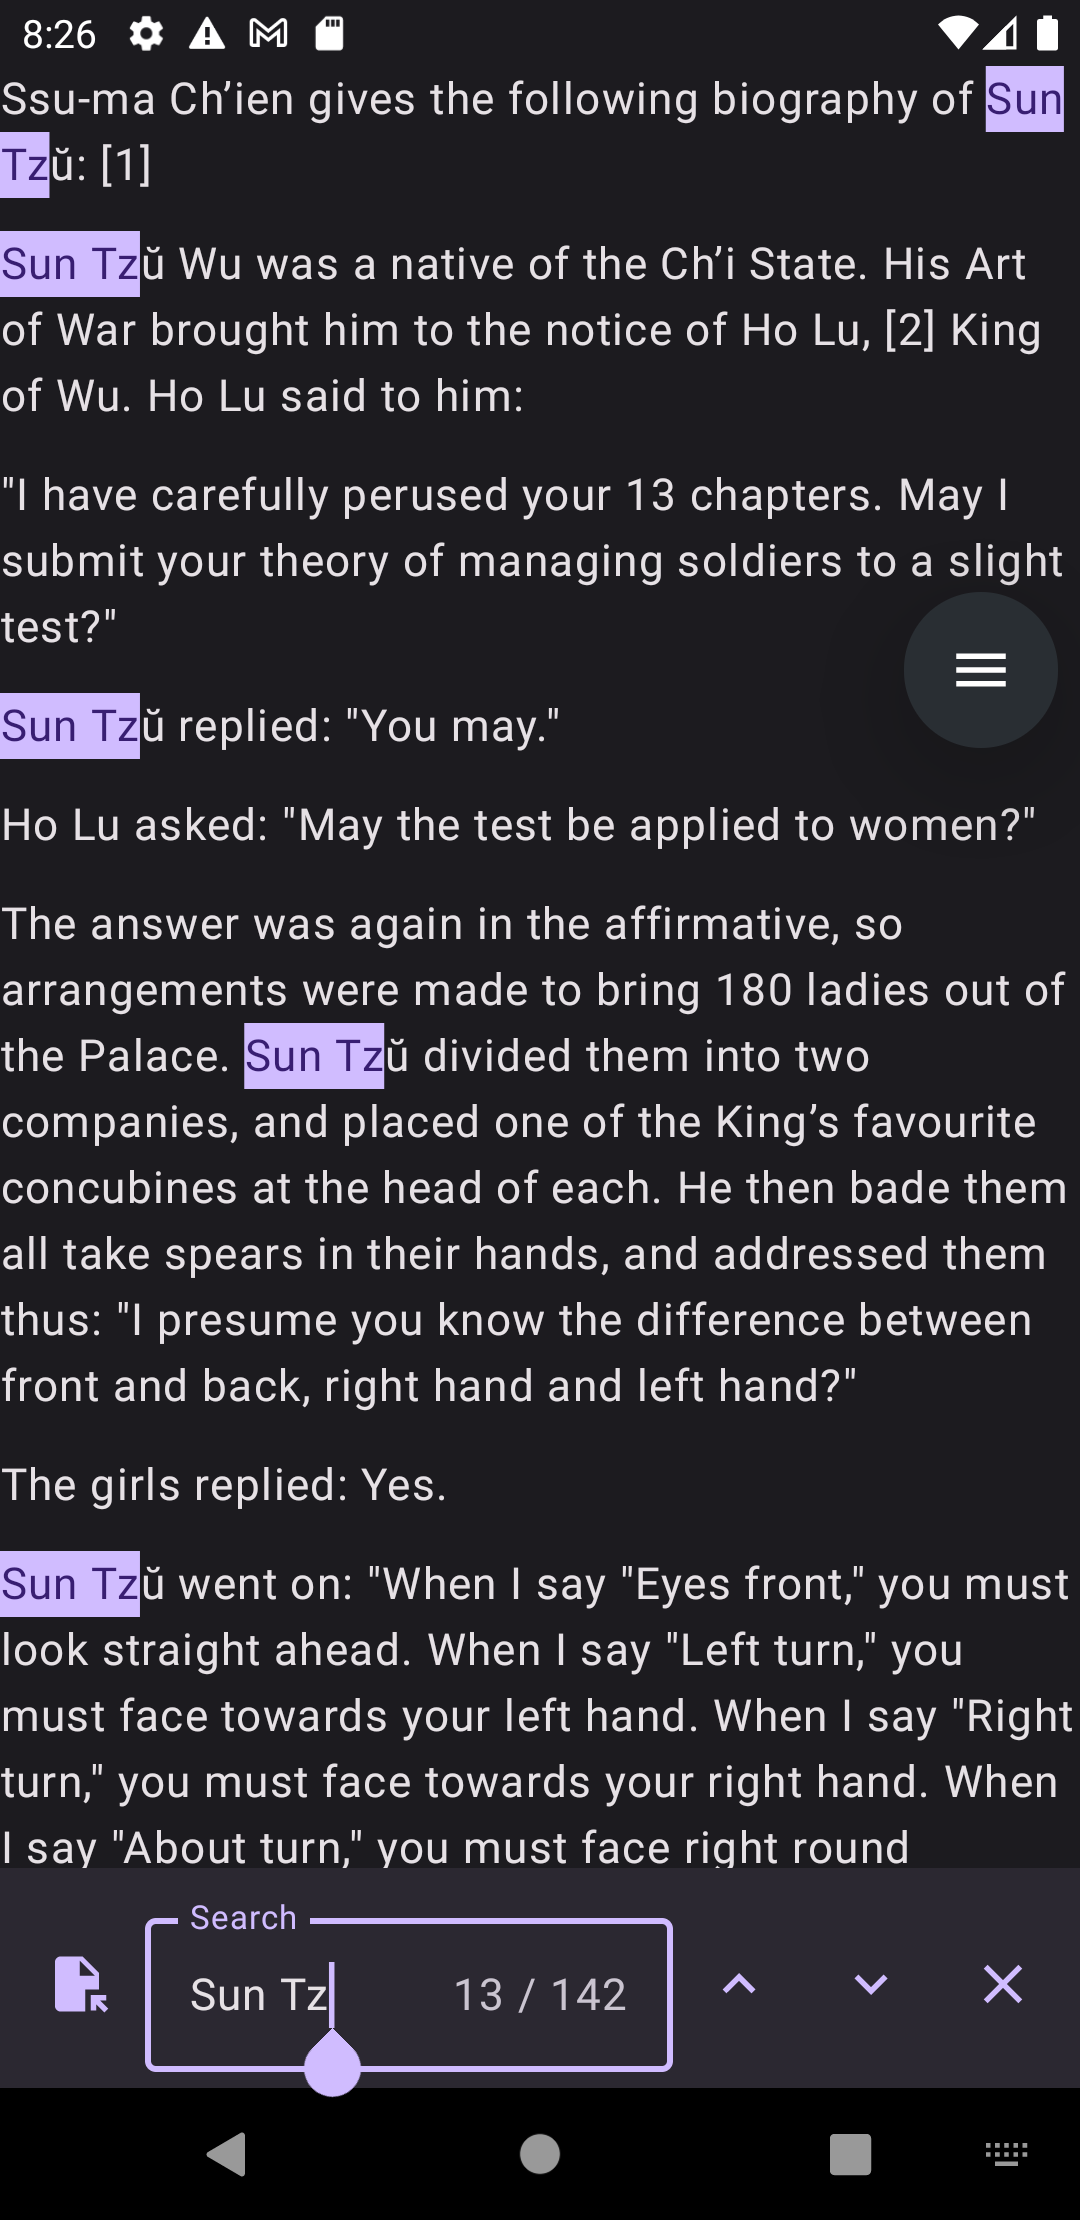 8:26
Ssu-ma Ch’ien gives the following biography of Sun
Tzŭ: [1]
Sun Tzŭ Wu was a native of the Ch’i State. His Art
of War brought him to the notice of Ho Lu, [2] King
of Wu. Ho Lu said to him:
"I have carefully perused your 13 chapters. May I
submit your theory of managing soldiers to a slight
test?"
Sun Tzŭ replied: "You may."
Ho Lu asked: "May the test be applied to women?"
The answer was again in the affirmative, so
arrangements were made to bring 180 ladies out of
the Palace. Sun Tzŭ divided them into two
companies, and placed one of the King’s favourite
concubines at the head of each. He then bade them
all take spears in their hands, and addressed them
thus: "I presume you know the difference between
front and back, right hand and left hand?"
The girls replied: Yes.
Sun Tzŭ went on: "When I say "Eyes front," you must
look straight ahead. When I say "Left turn," you
must face towards your left hand. When I say "Right
turn," you must face towards your right hand. When
I say "About turn," you must face right round
Search
Sun Tz 13 / 142